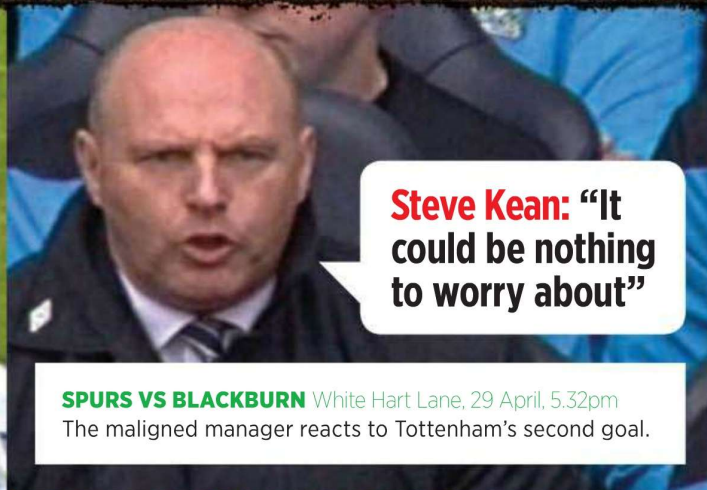 Steve Kean: “It
could be nothing
to worry about”
SPURS VS BLACKBURN White Hart Lane, 29 April, 5.32pm
The maligned manager reacts to Tottenham’s second goal.